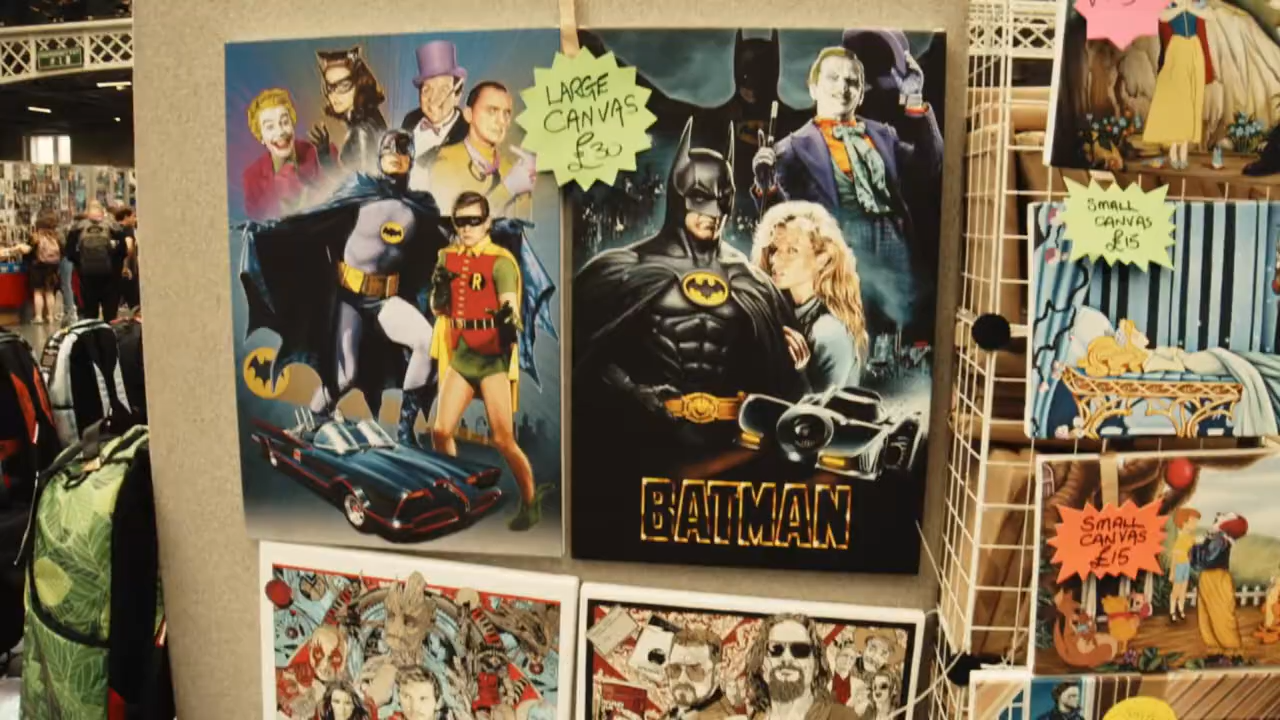 LARGE
CANVAS
£30
R
BATMAN
SMALL
CANVAS
£15
SMALL
CANVAS
£15